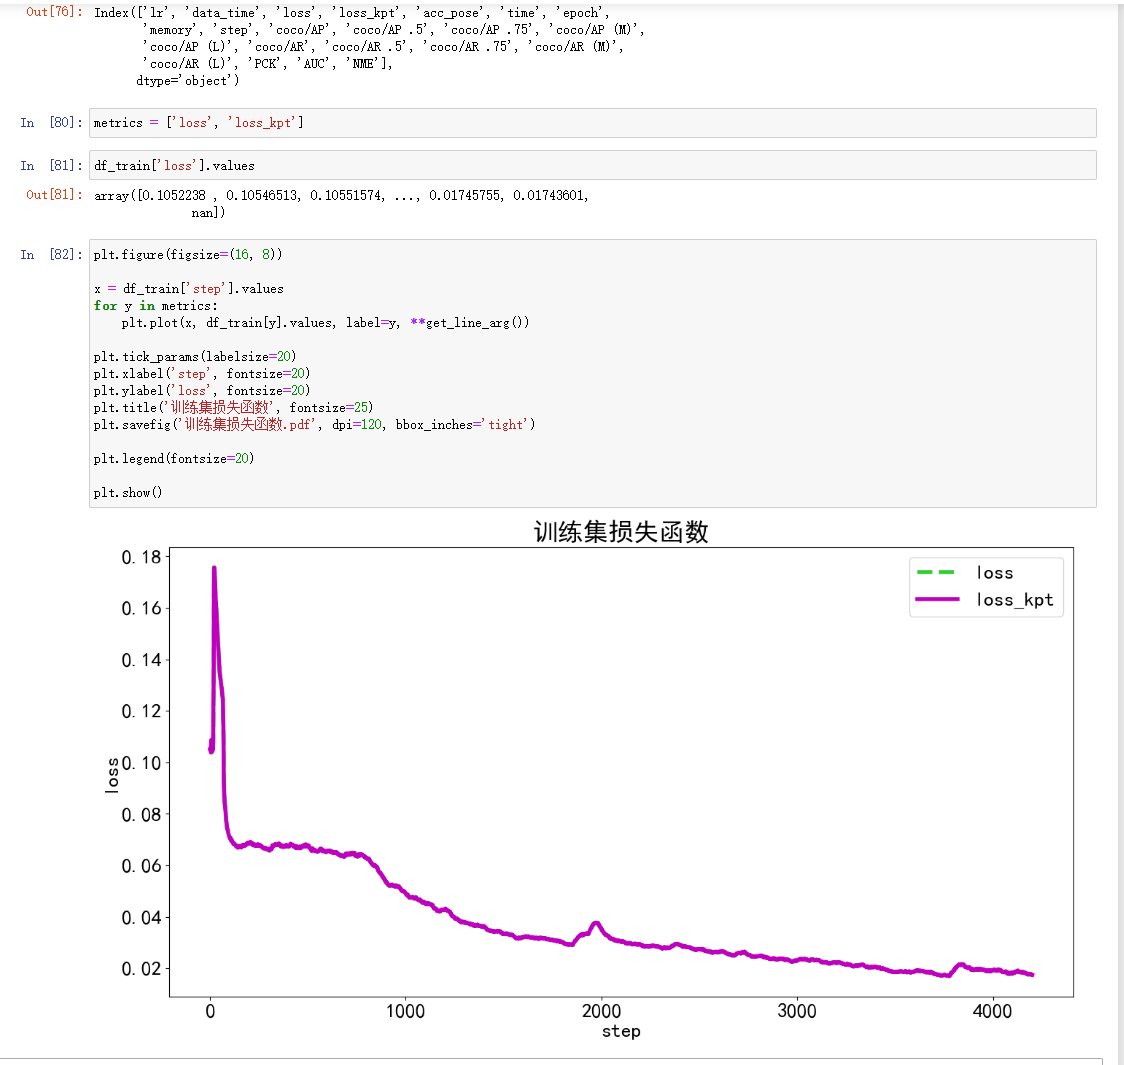 Out[76]: Index(['lr', 'data_time', 'loss', 'loss_kpt', 'acc_pose', 'time', 'epoch',
'memory', 'step', 'coco/AP', 'coco/AP .5', 'coco/AP .75', 'coco/AP (M)',
'coco/AP (L)', 'coco/AR', 'coco/AR .5', 'coco/AR .75', 'coco/AR (M)',
'coco/AR (L)', 'PCK', 'AUC', 'NME'],
dtype='object')
In [80]: metrics = ['loss', 'loss_kpt']
In [81]: df_train['loss'].values
Out[81]: array([0.1052238 , 0.10546513, 0.10551574, ..., 0.01745755, 0.01743601,
nan])
In [82]: plt.figure(figsize=(16, 8))
x = df_train['step'].values
for y in metrics:
plt.plot(x, df_train[y].values, label=y, **get_line_arg())
plt.tick_params(labelsize=20)
plt.xlabel('step', fontsize=20)
plt.ylabel('loss', fontsize=20)
plt.title('训练集损失函数', fontsize=25)
plt.savefig('训练集损失函数.pdf', dpi=120, bbox_inches='tight')
plt.legend(fontsize=20)
plt.show()
训练集损失函数
0.18
0.16
0.14
0.12
0.10
0.08
0.06
0.04
0.02
loss
loss
loss_kpt
0 1000 2000 3000 4000
step